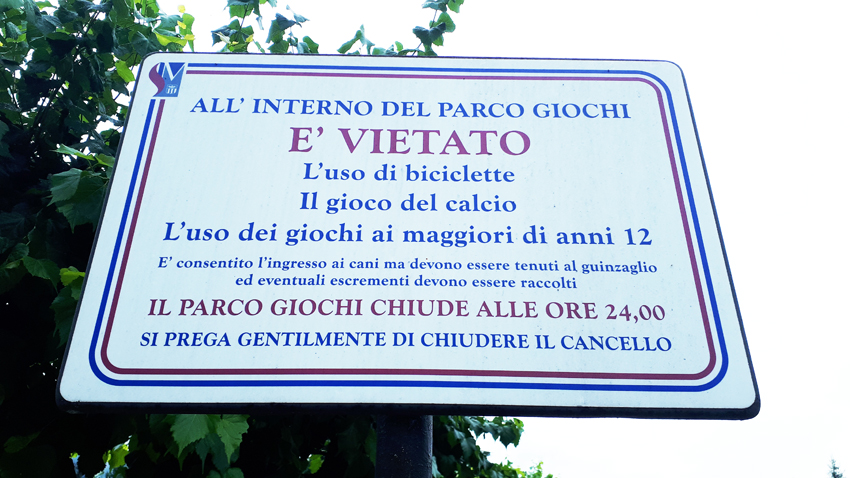 ALL' INTERNO DEL PARCO GIOCHI
E' VIETATO
L'uso di biciclette
Il gioco del calcio
L'uso dei giochi ai maggiori di anni 12
E' consentito l'ingresso ai cani ma devono essere tenuti al guinzaglio
ed eventuali escrementi devono essere raccolti
IL PARCO GIOCHI CHIUDE ALLE ORE 24,00
SI PREGA GENTILMENTE DI CHIUDERE IL CANCELLO